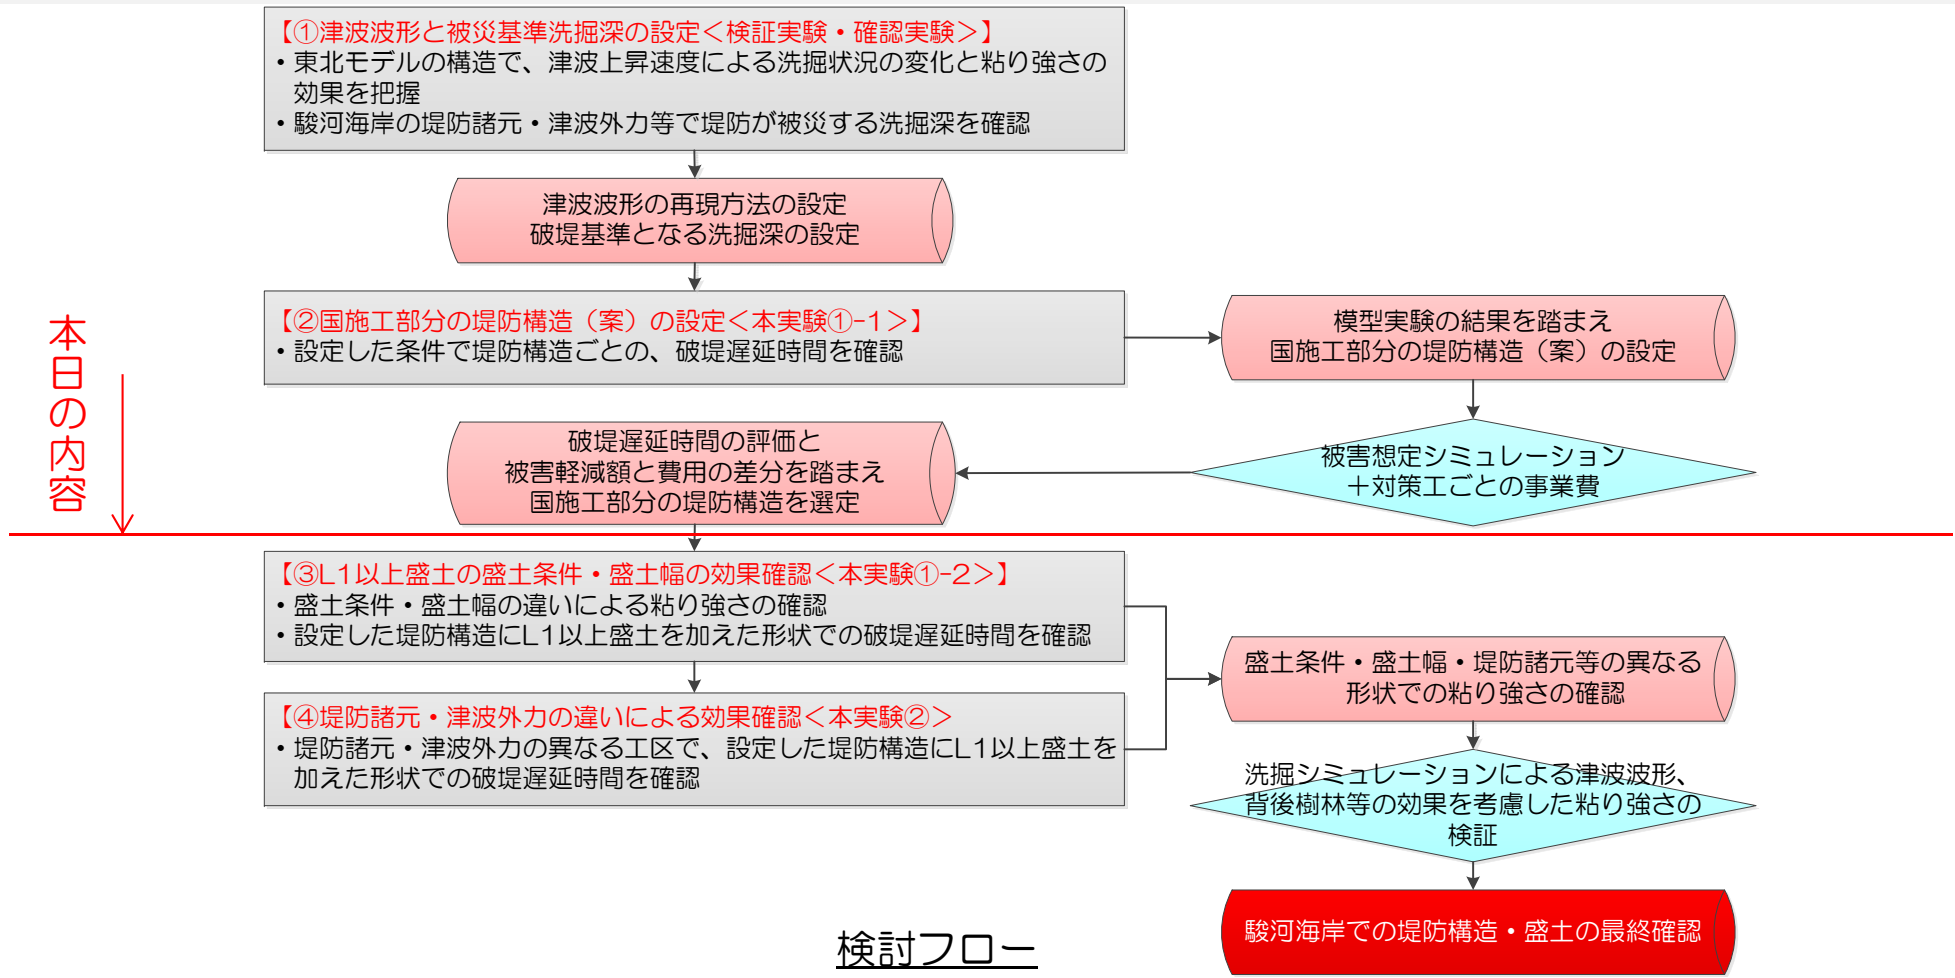 【①津波波形と被災基準洗掘深の設定＜検証実験・確認実験＞】
・東北モデルの構造で、津波上昇速度による洗掘状況の変化と粘り強さの
効果を把握
・駿河海岸の堤防諸元・津波外力等で堤防が被災する洗掘深を確認
津波波形の再現方法の設定
破堤基準となる洗掘深の設定
【②国施工部分の堤防構造（案）の設定＜本実験①-1＞】
・設定した条件で堤防構造ごとの、破堤遅延時間を確認
模型実験の結果を踏まえ
国施工部分の堤防構造（案）の設定
被害想定シミュレーション
＋対策工ごとの事業費
破堤遅延時間の評価と
被害軽減額と費用の差分を踏まえ
国施工部分の堤防構造を選定
本日の内容
【③L1以上盛土の盛土条件・盛土幅の効果確認＜本実験①-2＞】
・盛土条件・盛土幅の違いによる粘り強さの確認
・設定した堤防構造にL1以上盛土を加えた形状での破堤遅延時間を確認
【④堤防諸元・津波外力の違いによる効果確認＜本実験②＞
・堤防諸元・津波外力の異なる工区で、設定した堤防構造にL1以上盛土を
加えた形状での破堤遅延時間を確認
盛土条件・盛土幅・堤防諸元等の異なる
形状での粘り強さの確認
洗掘シミュレーションによる津波波形、
背後樹林等の効果を考慮した粘り強さの
検証
駿河海岸での堤防構造・盛土の最終確認
検討フロー